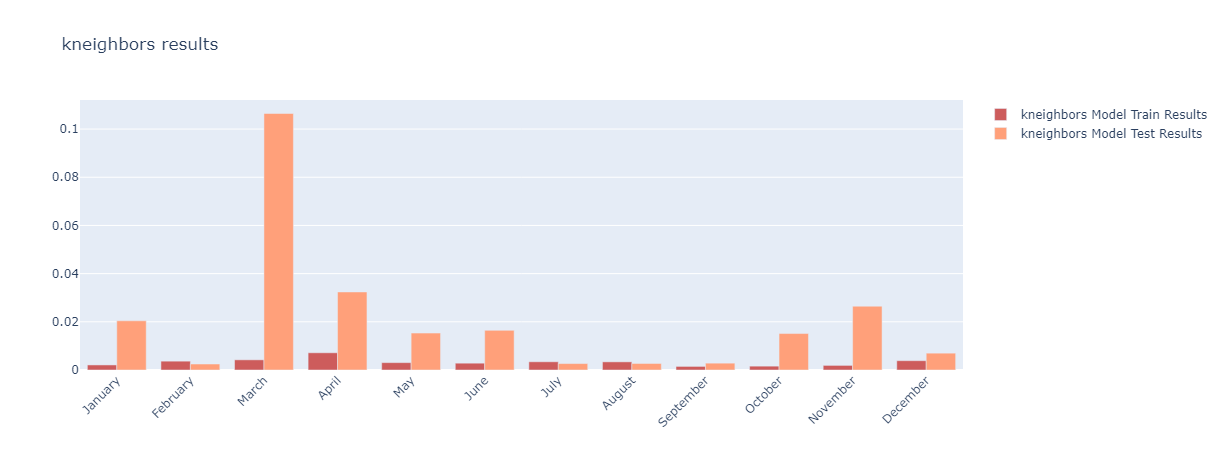 kneighbors results
kneighbors Model Train Results
kneighbors Model Test Results
0.1
0.08
0.06
0.04
0.02
0
January
February
March
April
May
June
July
August
September
October
November
December